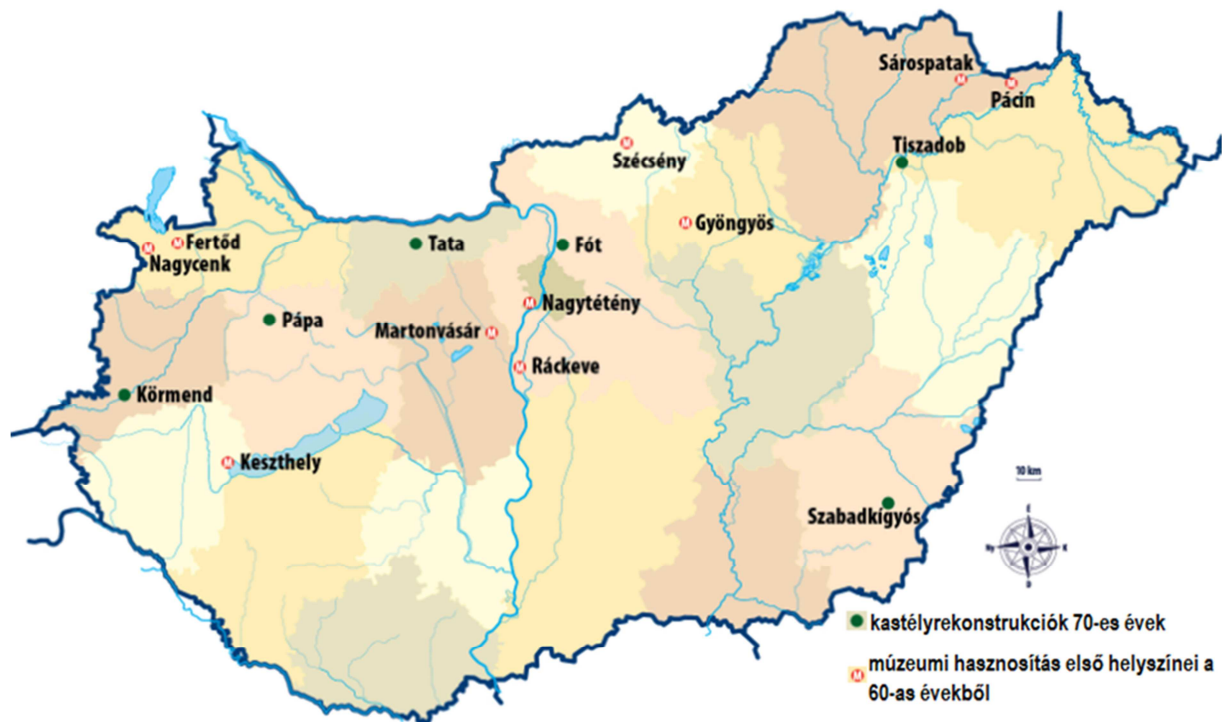 Sárospatak
Pácin
Tiszadob
Szécsény
Gyöngyös
Fertőd
Nagycenk
Tata
Fót
Nagytétény
Pápa
Martonvásár
Ráckeve
Körmend
Keszthely
Szabadkígyós
10 km
É
Ny
K
D
kastélyrekonstrukciók 70-es évek
múzeumi hasznosítás első helyszínei a
60-as évekből
M
M
M
M
M
M
M
M
M
M
M